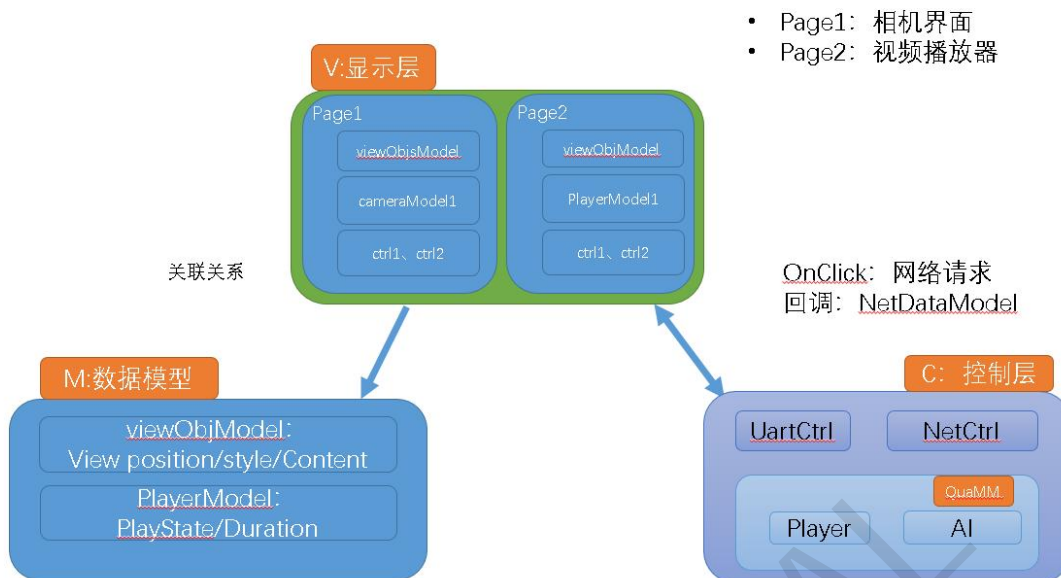 • Page1：相机界面
• Page2：视频播放器
V:显示层
Page1
viewObjsModel
cameraModel1
ctrl1、ctrl2
Page2
viewObjModel
PlayerModel1
ctrl1、ctrl2
关联关系
OnClick：网络请求
回调：NetDataModel
M:数据模型
viewObjModel：
View position/style/Content
PlayerModel：
PlayState/Duration
C：控制层
UartCtrl
NetCtrl
QuaMM
Player
AI